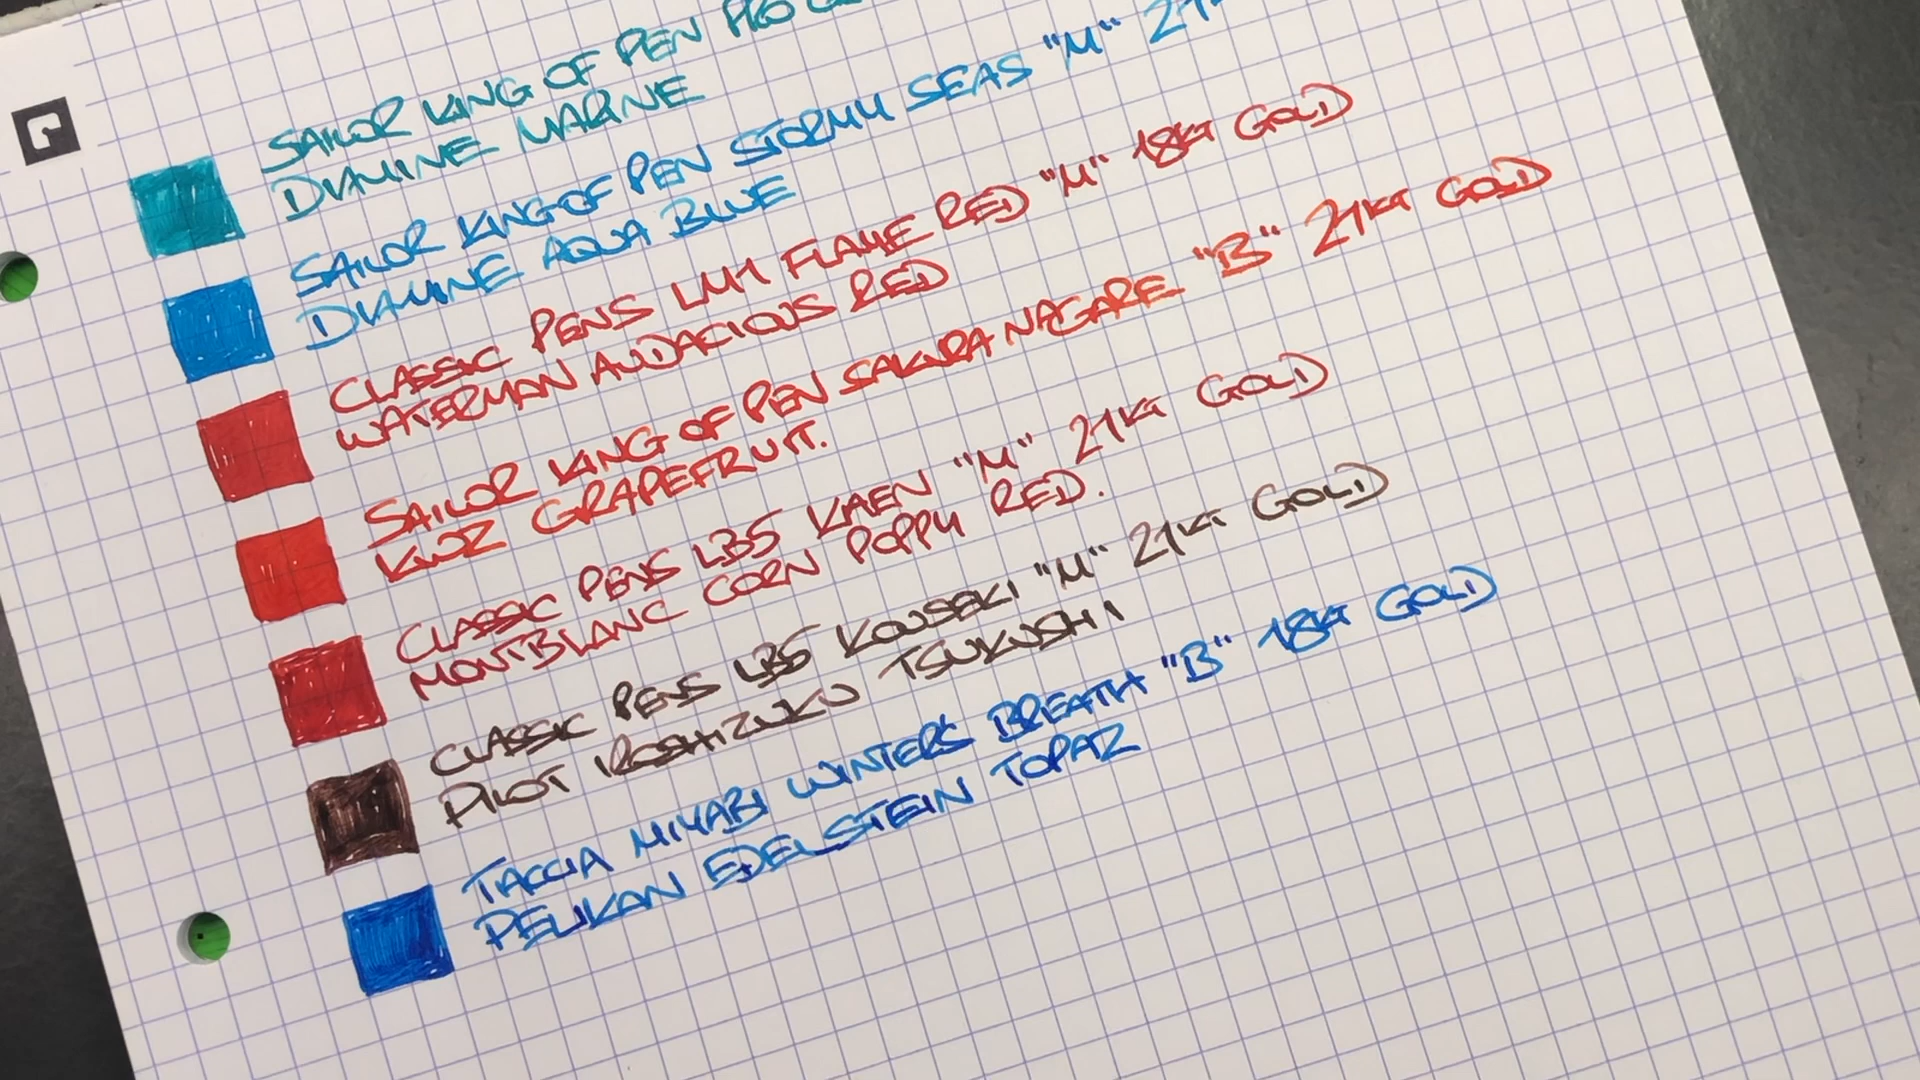 SAILOR KING OF PEN PRO
DIAMINE MARINE
SAILOR KING OF PEN STORMY SEAS "M"
DIAMINE AQUA BLUE
CLASSIC PENS LM1 FLAME RED "M" 18KT GOLD
WATERMAN AUDACIOUS RED
SAILOR KING OF PEN SAKURA NAGARE "B" 21KT GOLD
KWZ GRAPEFRUIT.
CLASSIC PENS LB5 KAEN "M" 21KT GOLD
MONTBLANC CORN POPPY RED.
CLASSIC PENS LB5 KOUSEKI "M" 21KT GOLD
PILOT IROSHIZUKU TSUKUSHI
TACCIA MIYABI WINTER'S BREATH "B" 18KT GOLD
PELIKAN EDELSTEIN TOPAZ